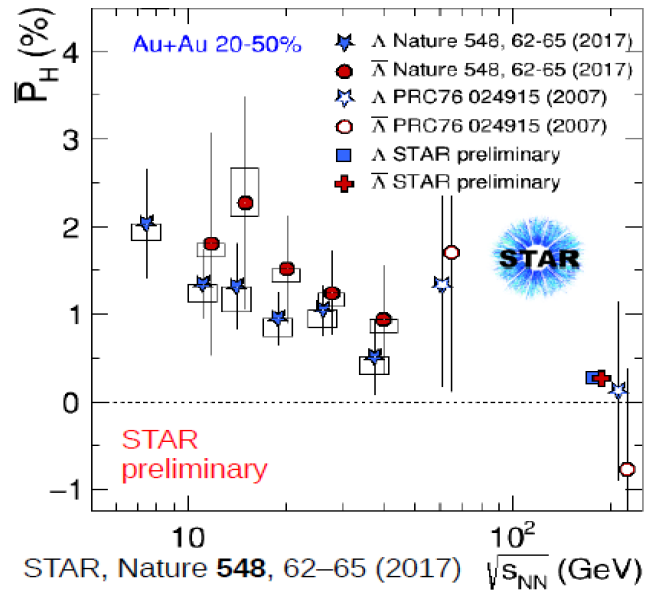 P̅_H (%)
4
3
2
1
0
−1
Au+Au 20-50%
Λ Nature 548, 62-65 (2017)
Λ̅ Nature 548, 62-65 (2017)
Λ PRC76 024915 (2007)
Λ̅ PRC76 024915 (2007)
Λ STAR preliminary
Λ̅ STAR preliminary
STAR
STAR
preliminary
10
10²
STAR, Nature 548, 62–65 (2017)
√s_NN (GeV)